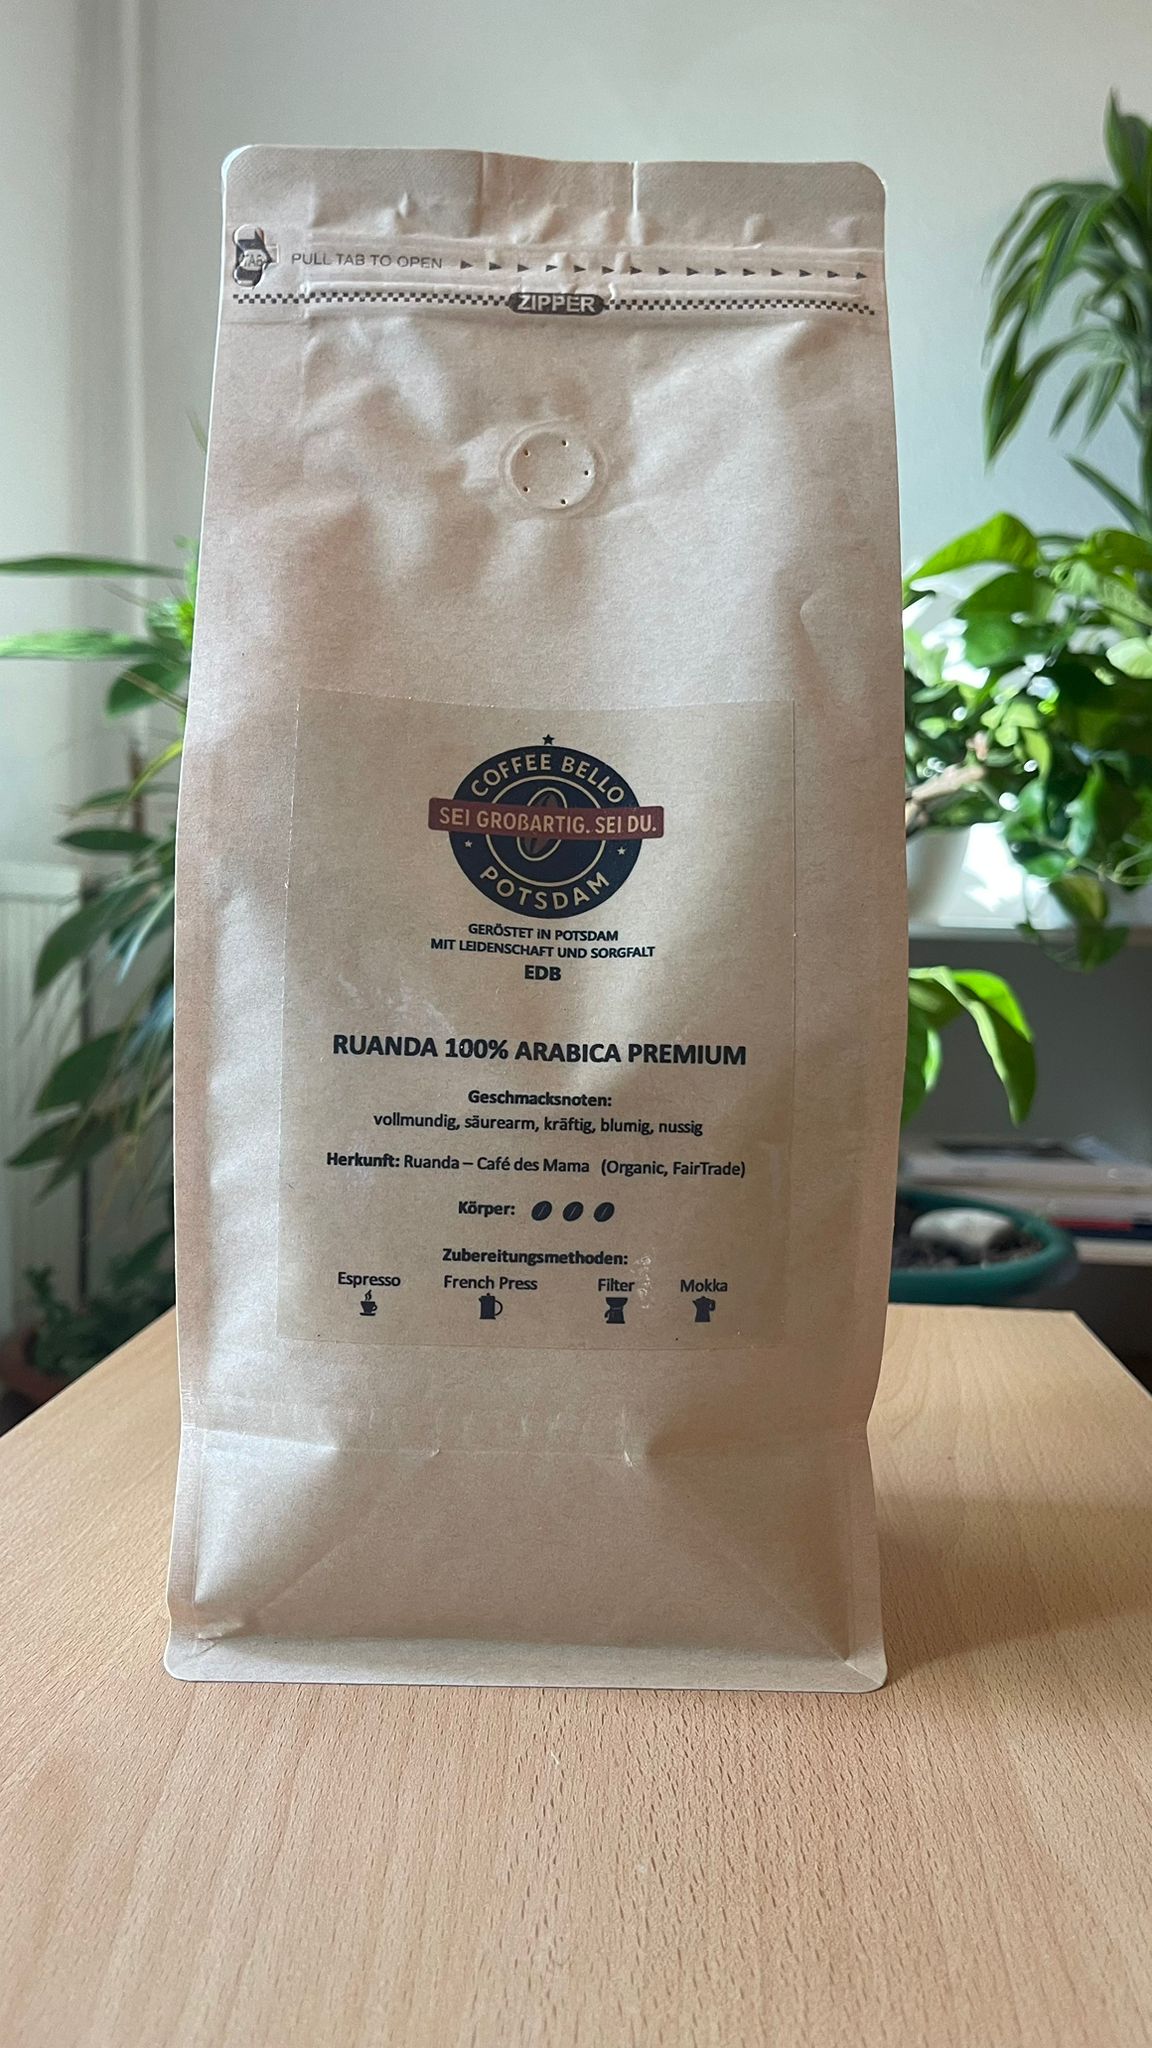 TAB
PULL TAB TO OPEN
ZIPPER
COFFEE BELLO
SEI GROẞARTIG. SEI DU.
POTSDAM
GERÖSTET iN POTSDAM
MIT LEIDENSCHAFT UND SORGFALT
EDB
RUANDA 100% ARABICA PREMIUM
Geschmacksnoten:
vollmundig, säurearm, kräftig, blumig, nussig
Herkunft: Ruanda – Café des Mama (Organic, FairTrade)
Körper:
Zubereitungsmethoden:
Espresso French Press Filter Mokka